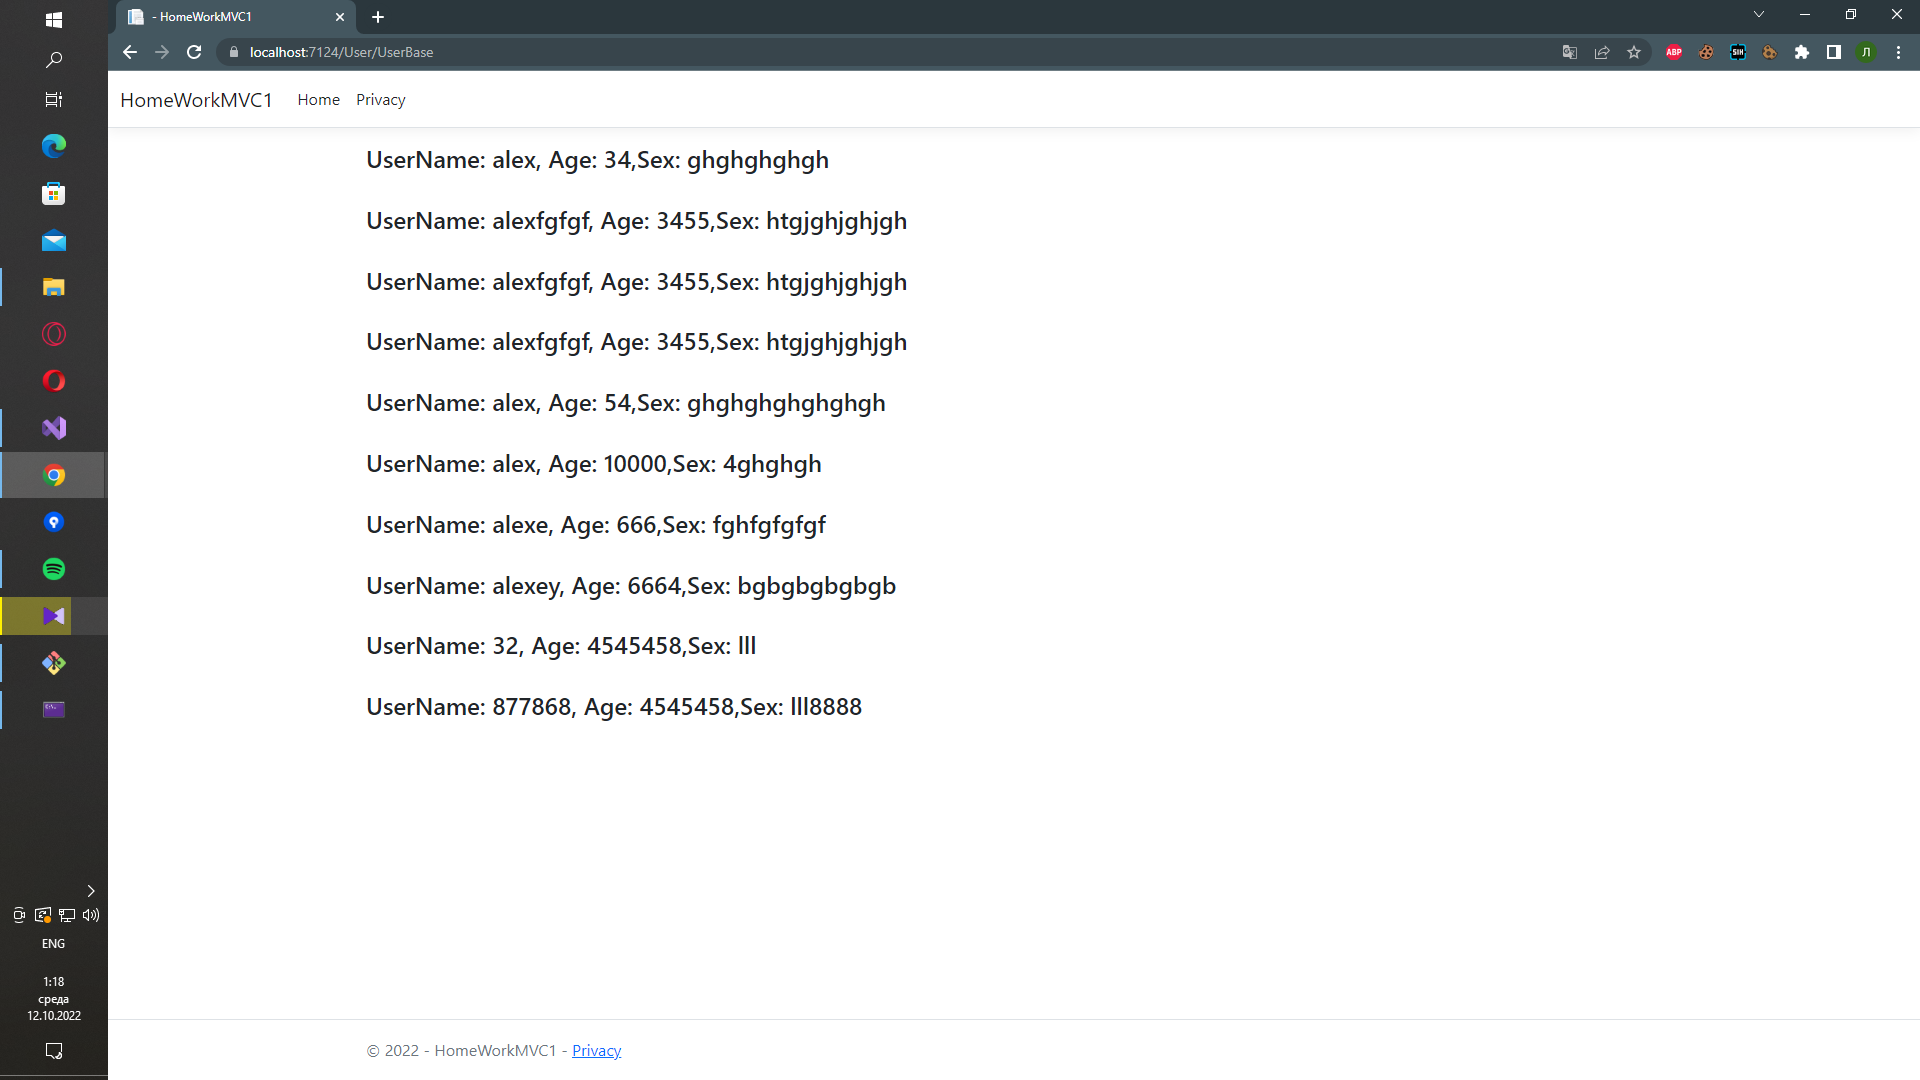 - HomeWorkMVC1
localhost:7124/User/UserBase
ABP
SIH
Л
HomeWorkMVC1 Home Privacy
UserName: alex, Age: 34,Sex: ghghghghgh
UserName: alexfgfgf, Age: 3455,Sex: htgjghjghjgh
UserName: alexfgfgf, Age: 3455,Sex: htgjghjghjgh
UserName: alexfgfgf, Age: 3455,Sex: htgjghjghjgh
UserName: alex, Age: 54,Sex: ghghghghghghgh
UserName: alex, Age: 10000,Sex: 4ghghgh
UserName: alexe, Age: 666,Sex: fghfgfgfgf
UserName: alexey, Age: 6664,Sex: bgbgbgbgbgb
UserName: 32, Age: 4545458,Sex: lll
UserName: 877868, Age: 4545458,Sex: lll8888
ENG
1:18
среда
12.10.2022
© 2022 - HomeWorkMVC1 - Privacy